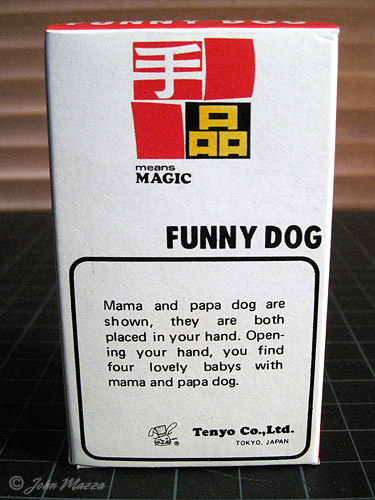 FUNNY DOG
手品
means
MAGIC
FUNNY DOG
Mama and papa dog are
shown, they are both
placed in your hand. Open-
ing your hand, you find
four lovely babys with
mama and papa dog.
®
Tenyo Co.,Ltd.
TOKYO, JAPAN
© John Mazza